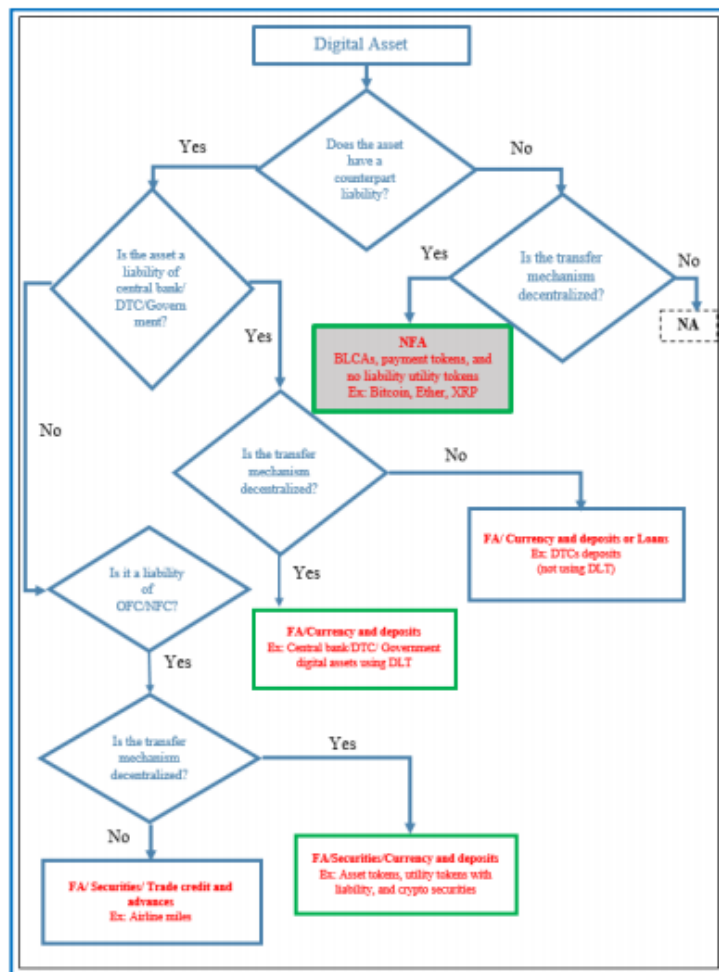 Digital Asset
Does the asset
have a
counterpart
liability?
Yes
No
Is the asset a
liability of
central bank/
DTC/Govern
ment?
Yes
Is the transfer
mechanism
decentralized?
No
NA
Yes
NFA
BLCAs, payment tokens, and
no liability utility tokens
Ex: Bitcoin, Ether, XRP
No
Is the transfer
mechanism
decentralized?
No
FA/ Currency and deposits or Loans
Ex: DTCs deposits
(not using DLT)
Is it a liability
of
OFC/NFC?
Yes
FA/Currency and deposits
Ex: Central bank/DTC/ Government
digital assets using DLT
Yes
Is the transfer
mechanism
decentralized?
Yes
No
FA/Securities/Currency and deposits
Ex: Asset tokens, utility tokens with
liability, and crypto securities
FA/ Securities/ Trade credit and
advances
Ex: Airline miles